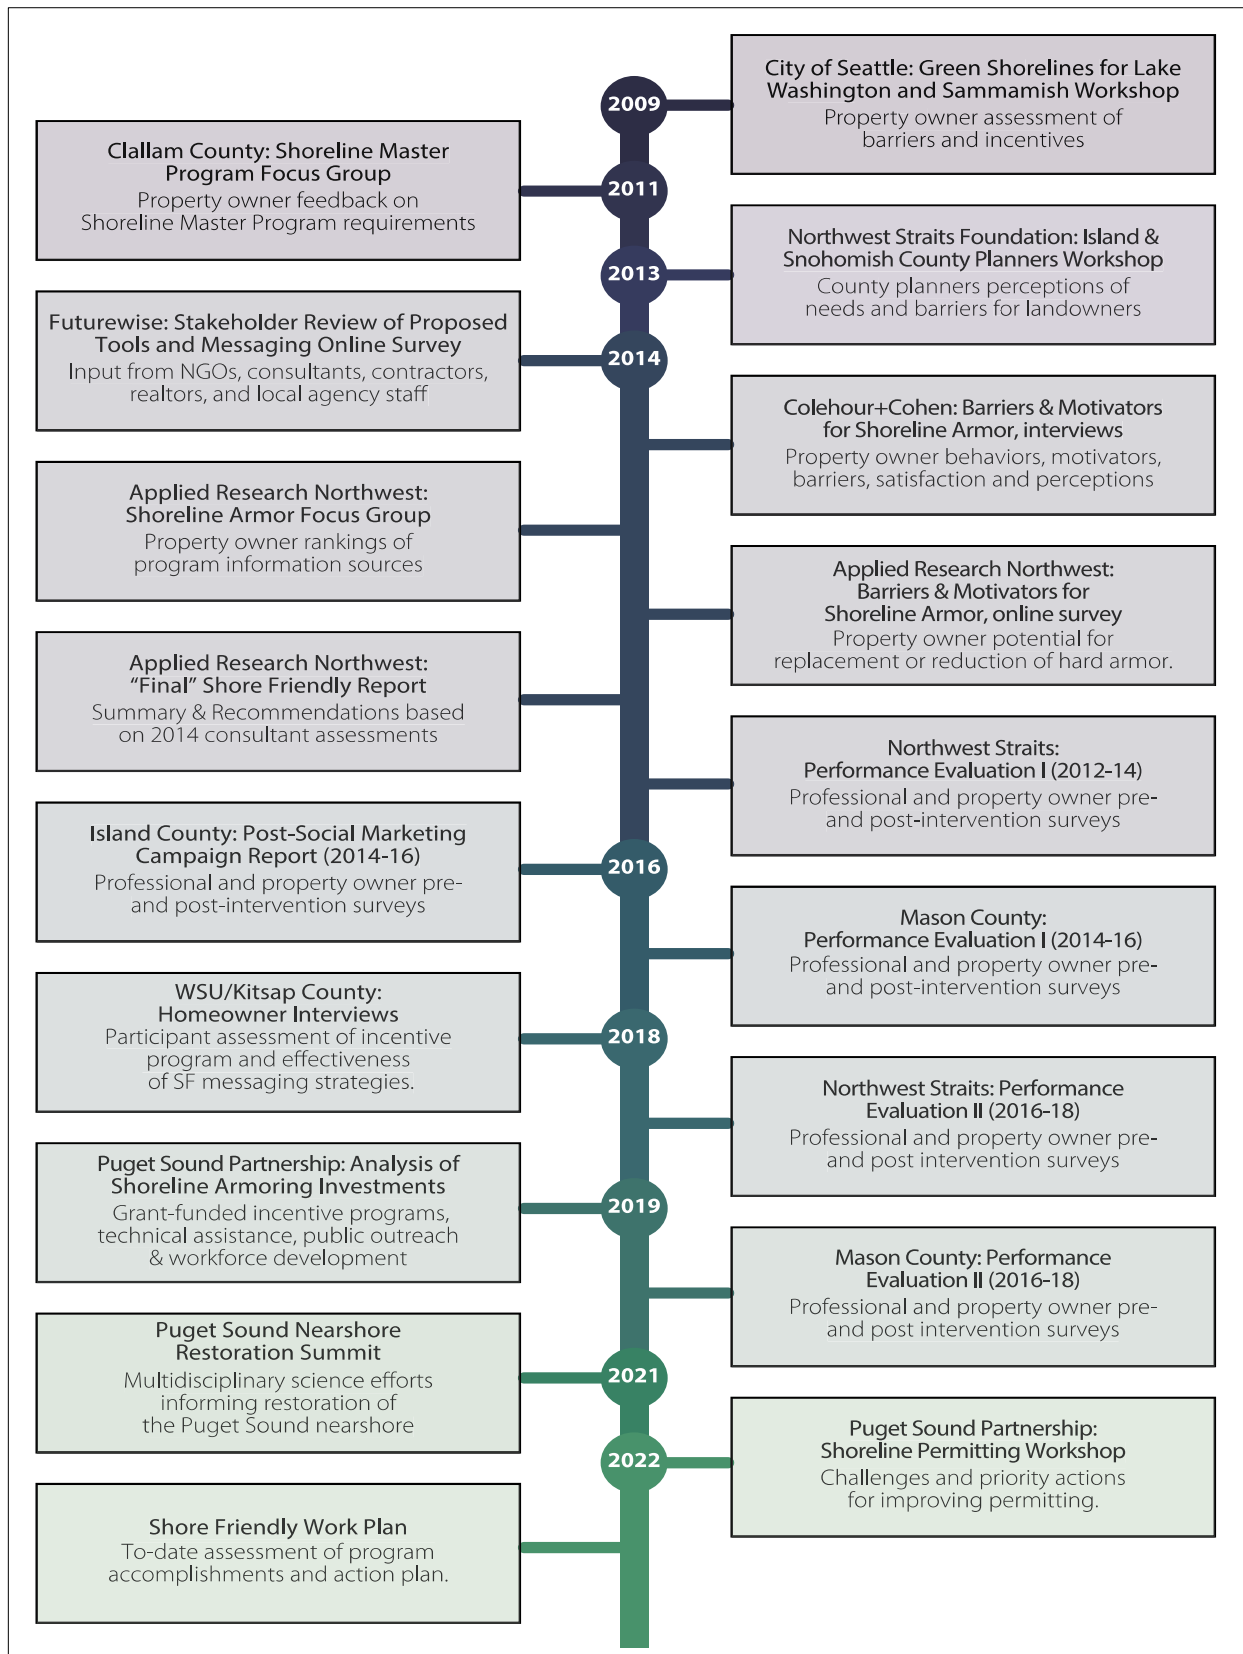 2009
City of Seattle: Green Shorelines for Lake
Washington and Sammamish Workshop
Property owner assessment of
barriers and incentives
Clallam County: Shoreline Master
Program Focus Group
Property owner feedback on
Shoreline Master Program requirements
2011
2013
Northwest Straits Foundation: Island &
Snohomish County Planners Workshop
County planners perceptions of
needs and barriers for landowners
Futurewise: Stakeholder Review of Proposed
Tools and Messaging Online Survey
Input from NGOs, consultants, contractors,
realtors, and local agency staff
2014
Colehour+Cohen: Barriers & Motivators
for Shoreline Armor, interviews
Property owner behaviors, motivators,
barriers, satisfaction and perceptions
Applied Research Northwest:
Shoreline Armor Focus Group
Property owner rankings of
program information sources
Applied Research Northwest:
Barriers & Motivators for
Shoreline Armor, online survey
Property owner potential for
replacement or reduction of hard armor.
Applied Research Northwest:
“Final” Shore Friendly Report
Summary & Recommendations based
on 2014 consultant assessments
Northwest Straits:
Performance Evaluation I (2012-14)
Professional and property owner pre-
and post-intervention surveys
Island County: Post-Social Marketing
Campaign Report (2014-16)
Professional and property owner pre-
and post-intervention surveys
2016
Mason County:
Performance Evaluation I (2014-16)
Professional and property owner pre-
and post-intervention surveys
WSU/Kitsap County:
Homeowner Interviews
Participant assessment of incentive
program and effectiveness
of SF messaging strategies.
2018
Northwest Straits: Performance
Evaluation II (2016-18)
Professional and property owner pre-
and post intervention surveys
Puget Sound Partnership: Analysis of
Shoreline Armoring Investments
Grant-funded incentive programs,
technical assistance, public outreach
& workforce development
2019
Mason County: Performance
Evaluation II (2016-18)
Professional and property owner pre-
and post intervention surveys
Puget Sound Nearshore
Restoration Summit
Multidisciplinary science efforts
informing restoration of
the Puget Sound nearshore
2021
2022
Puget Sound Partnership:
Shoreline Permitting Workshop
Challenges and priority actions
for improving permitting.
Shore Friendly Work Plan
To-date assessment of program
accomplishments and action plan.